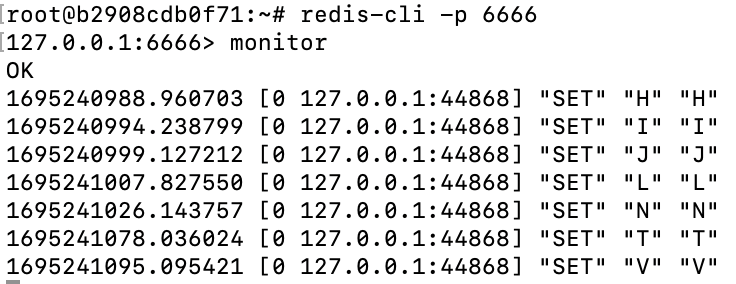 [root@b2908cdb0f71:~# redis-cli -p 6666
[127.0.0.1:6666> monitor
OK
1695240988.960703 [0 127.0.0.1:44868] "SET" "H" "H"
1695240994.238799 [0 127.0.0.1:44868] "SET" "I" "I"
1695240999.127212 [0 127.0.0.1:44868] "SET" "J" "J"
1695241007.827550 [0 127.0.0.1:44868] "SET" "L" "L"
1695241026.143757 [0 127.0.0.1:44868] "SET" "N" "N"
1695241078.036024 [0 127.0.0.1:44868] "SET" "T" "T"
1695241095.095421 [0 127.0.0.1:44868] "SET" "V" "V"